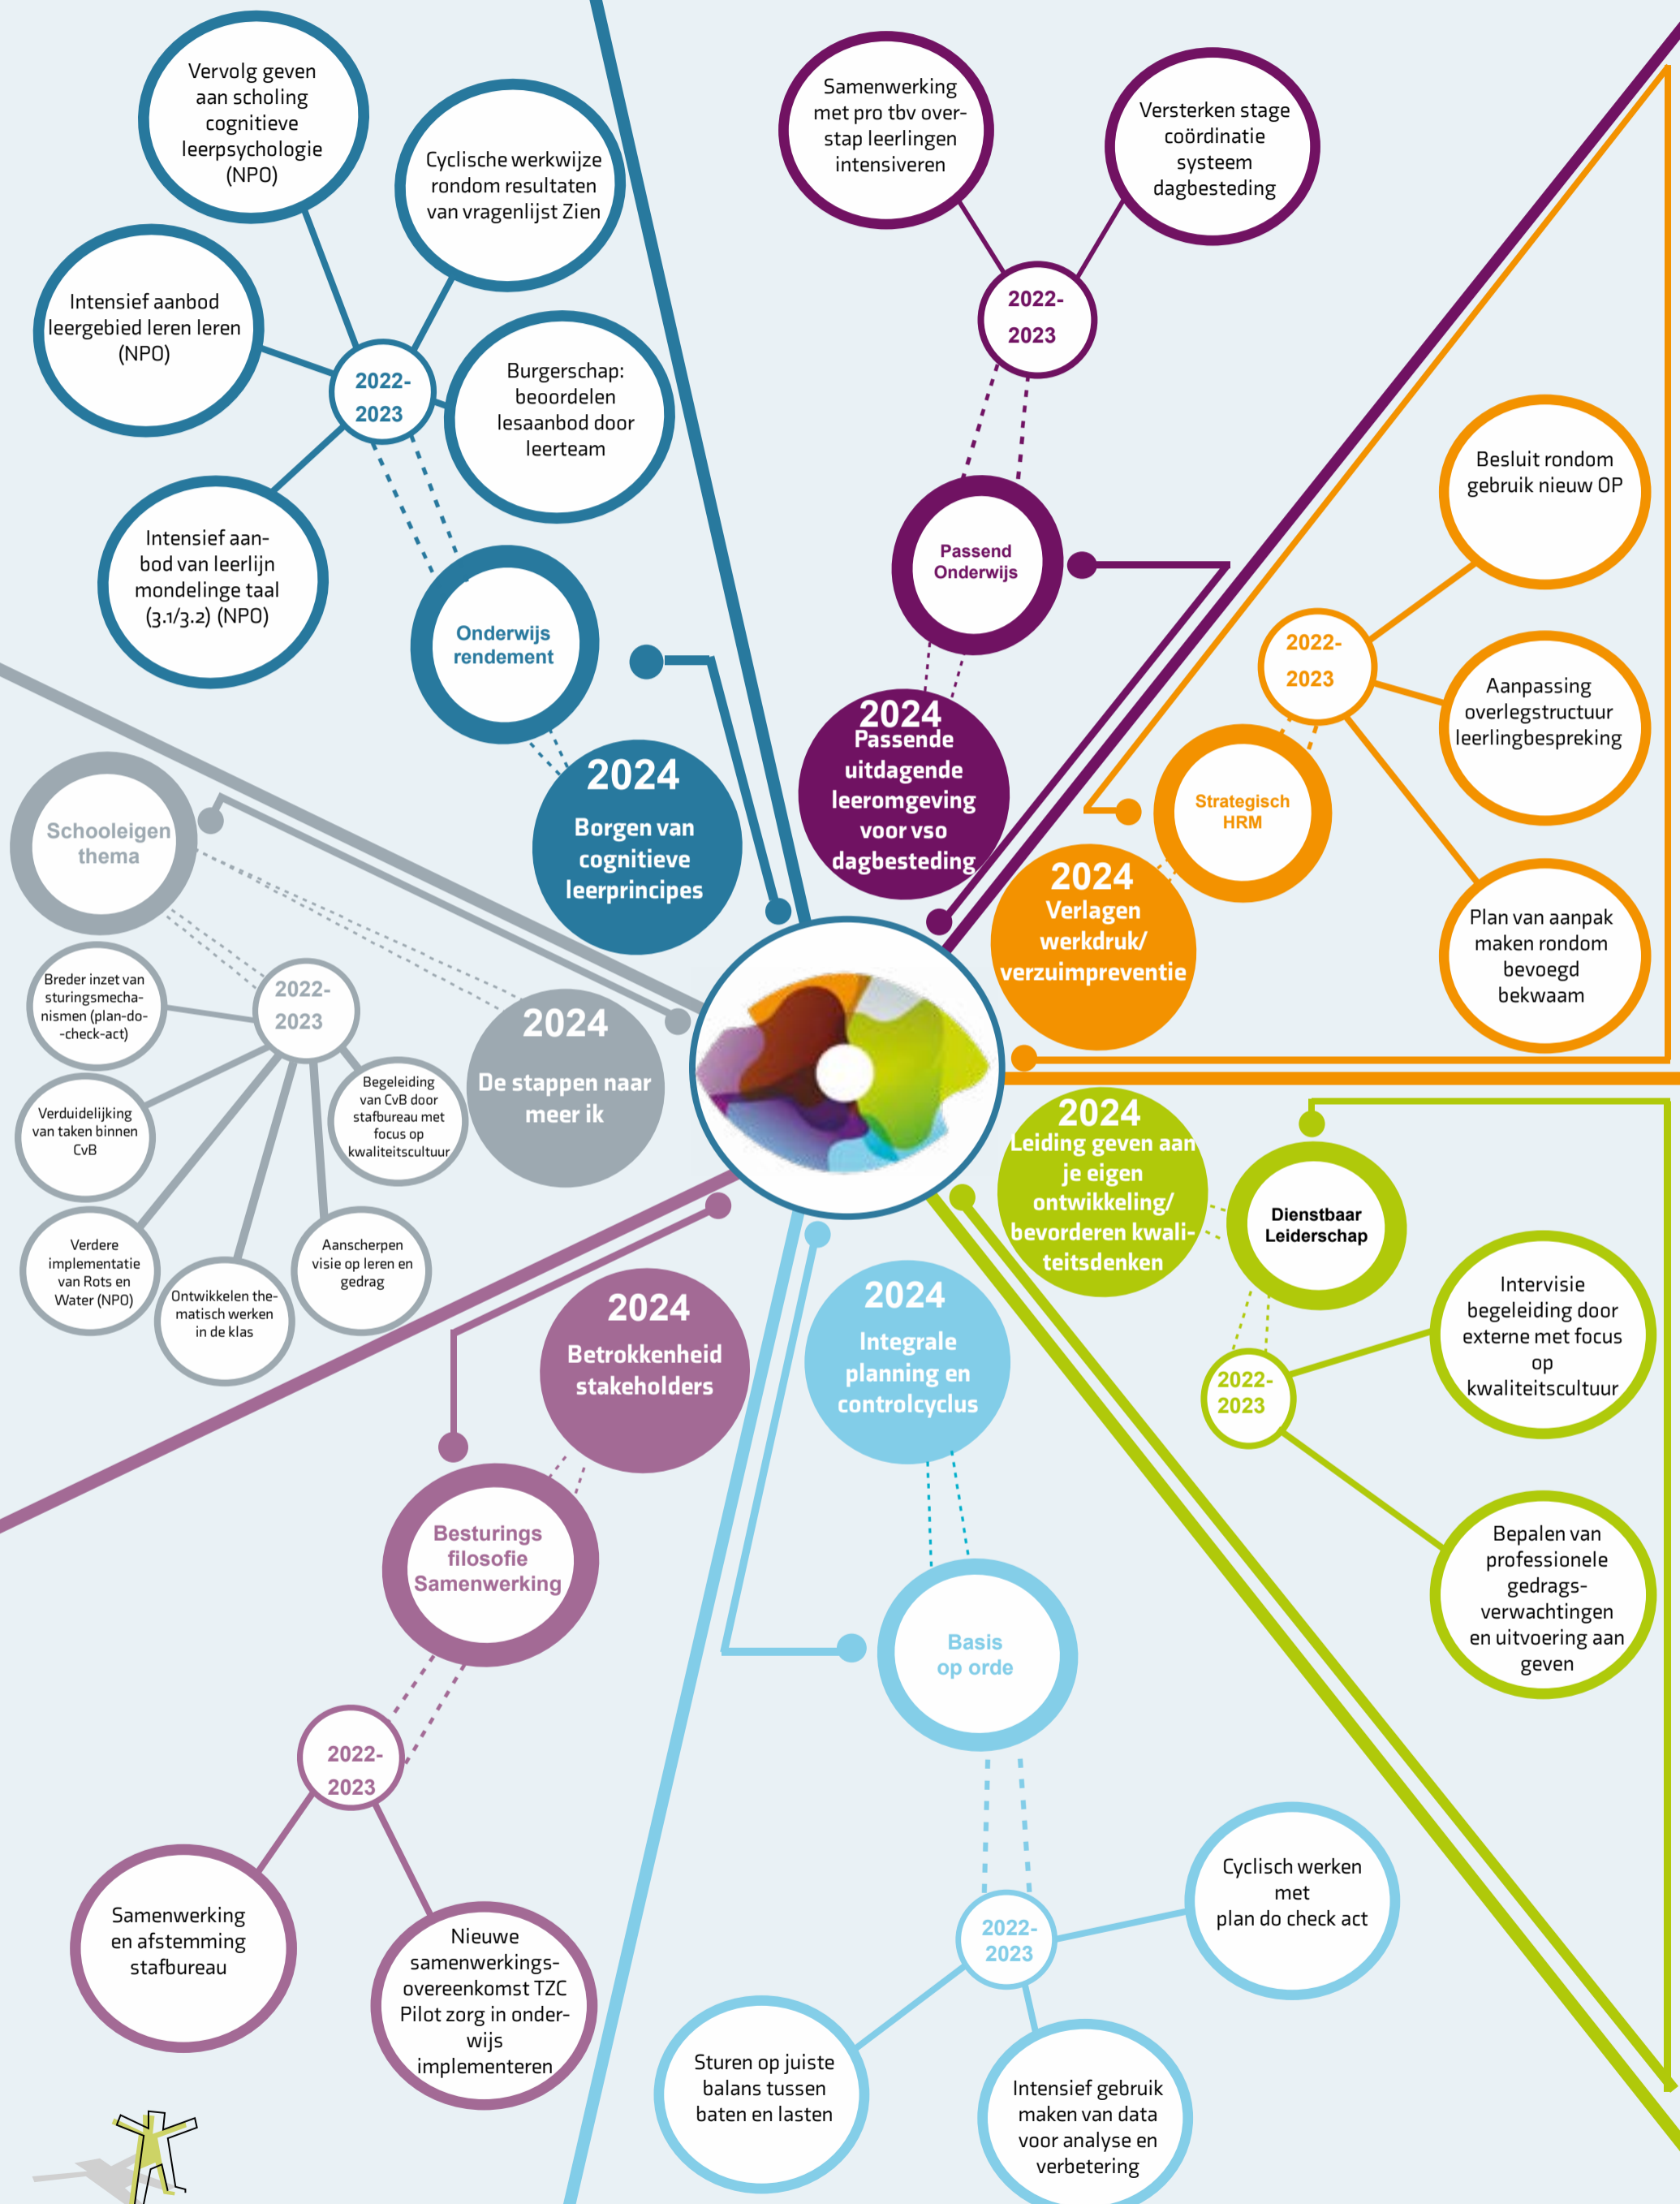 Vervolg geven
aan scholing
cognitieve
leerpsychologie
(NPO)
Cyclische werkwijze
rondom resultaten
van vragenlijst Zien
Intensief aanbod
leergebied leren leren
(NPO)
2022-
2023
Burgerschap:
beoordelen
lesaanbod door
leerteam
Intensief aan-
bod van leerlijn
mondelinge taal
(3.1/3.2) (NPO)
Onderwijs
rendement
2024
Borgen van
cognitieve
leerprincipes
Samenwerking
met pro tbv over-
stap leerlingen
intensiveren
Versterken stage
coördinatie
systeem
dagbesteding
2022-
2023
Passend
Onderwijs
2024
Passende
uitdagende
leeromgeving
voor vso
dagbesteding
Besluit rondom
gebruik nieuw OP
2022-
2023
Aanpassing
overlegstructuur
leerlingbespreking
Strategisch
HRM
Plan van aanpak
maken rondom
bevoegd
bekwaam
2024
Verlagen
werkdruk/
verzuimpreventie
Schooleigen
thema
Breder inzet van
sturingsmecha-
nismen (plan-do-
-check-act)
2022-
2023
Verduidelijking
van taken binnen
CvB
Begeleiding
van CvB door
stafbureau met
focus op
kwaliteitscultuur
Verdere
implementatie
van Rots en
Water (NPO)
Ontwikkelen the-
matisch werken
in de klas
Aanscherpen
visie op leren en
gedrag
2024
De stappen naar
meer ik
2024
Leiding geven aan
je eigen
ontwikkeling/
bevorderen kwali-
teitsdenken
Dienstbaar
Leiderschap
2022-
2023
Intervisie
begeleiding door
externe met focus
op
kwaliteitscultuur
Bepalen van
professionele
gedrags-
verwachtingen
en uitvoering aan
geven
2024
Betrokkenheid
stakeholders
Besturings
filosofie
Samenwerking
2022-
2023
Samenwerking
en afstemming
stafbureau
Nieuwe
samenwerkings-
overeenkomst TZC
Pilot zorg in onder-
wijs
implementeren
2024
Integrale
planning en
controlcyclus
Basis
op orde
2022-
2023
Cyclisch werken
met
plan do check act
Sturen op juiste
balans tussen
baten en lasten
Intensief gebruik
maken van data
voor analyse en
verbetering